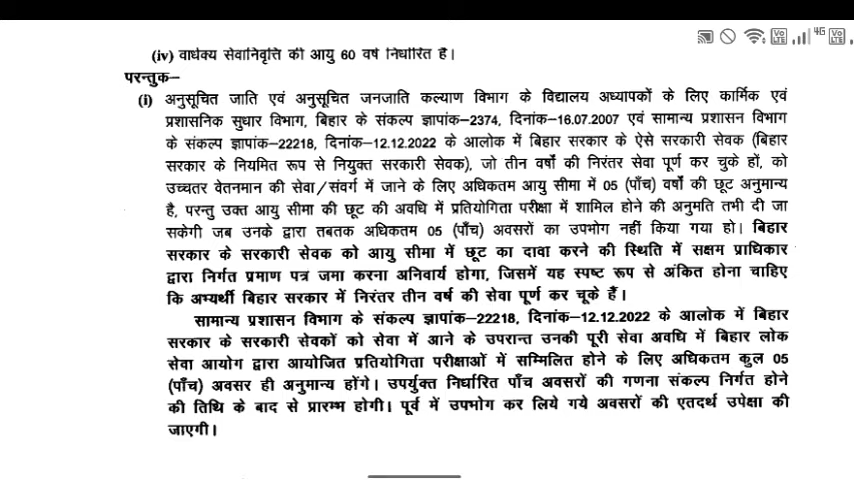 4G
Vo LTE
Vo LTE
(iv) वार्धक्य सेवानिवृत्ति की आयु 60 वर्ष निर्धारित है।
परन्तुक–
(i) अनुसूचित जाति एवं अनुसूचित जनजाति कल्याण विभाग के विद्यालय अध्यापकों के लिए कार्मिक एवं
प्रशासनिक सुधार विभाग, बिहार के संकल्प ज्ञापांक-2374, दिनांक-16.07.2007 एवं सामान्य प्रशासन विभाग
के संकल्प ज्ञापांक-22218, दिनांक-12.12.2022 के आलोक में बिहार सरकार के ऐसे सरकारी सेवक (बिहार
सरकार के नियमित रूप से नियुक्त सरकारी सेवक), जो तीन वर्षों की निरंतर सेवा पूर्ण कर चुके हों, को
उच्चतर वेतनमान की सेवा/संवर्ग में जाने के लिए अधिकतम आयु सीमा में 05 (पाँच) वर्षों की छूट अनुमान्य
है, परन्तु उक्त आयु सीमा की छूट की अवधि में प्रतियोगिता परीक्षा में शामिल होने की अनुमति तभी दी जा
सकेगी जब उनके द्वारा तबतक अधिकतम 05 (पाँच) अवसरों का उपभोग नहीं किया गया हो। बिहार
सरकार के सरकारी सेवक को आयु सीमा में छूट का दावा करने की स्थिति में सक्षम प्राधिकार
द्वारा निर्गत प्रमाण पत्र जमा करना अनिवार्य होगा, जिसमें यह स्पष्ट रूप से अंकित होना चाहिए
कि अभ्यर्थी बिहार सरकार में निरंतर तीन वर्ष की सेवा पूर्ण कर चूके हैं।
सामान्य प्रशासन विभाग के संकल्प ज्ञापांक-22218, दिनांक-12.12.2022 के आलोक में बिहार
सरकार के सरकारी सेवकों को सेवा में आने के उपरान्त उनकी पूरी सेवा अवधि में बिहार लोक
सेवा आयोग द्वारा आयोजित प्रतियोगिता परीक्षाओं में सम्मिलित होने के लिए अधिकतम कुल 05
(पाँच) अवसर ही अनुमान्य होंगे। उपर्युक्त निर्धारित पाँच अवसरों की गणना संकल्प निर्गत होने
की तिथि के बाद से प्रारम्भ होगी। पूर्व में उपभोग कर लिये गये अवसरों की एतदर्थ उपेक्षा की
जाएगी।